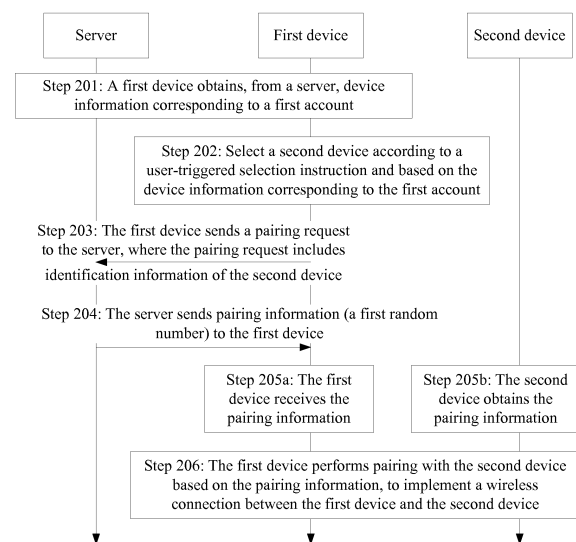 Server
First device
Second device
Step 201: A first device obtains, from a server, device
information corresponding to a first account
Step 202: Select a second device according to a
user-triggered selection instruction and based on the
device information corresponding to the first account
Step 203: The first device sends a pairing request
to the server, where the pairing request includes
identification information of the second device
Step 204: The server sends pairing information (a first random
number) to the first device
Step 205a: The first
device receives the
pairing information
Step 205b: The second
device obtains the
pairing information
Step 206: The first device performs pairing with the second device
based on the pairing information, to implement a wireless
connection between the first device and the second device